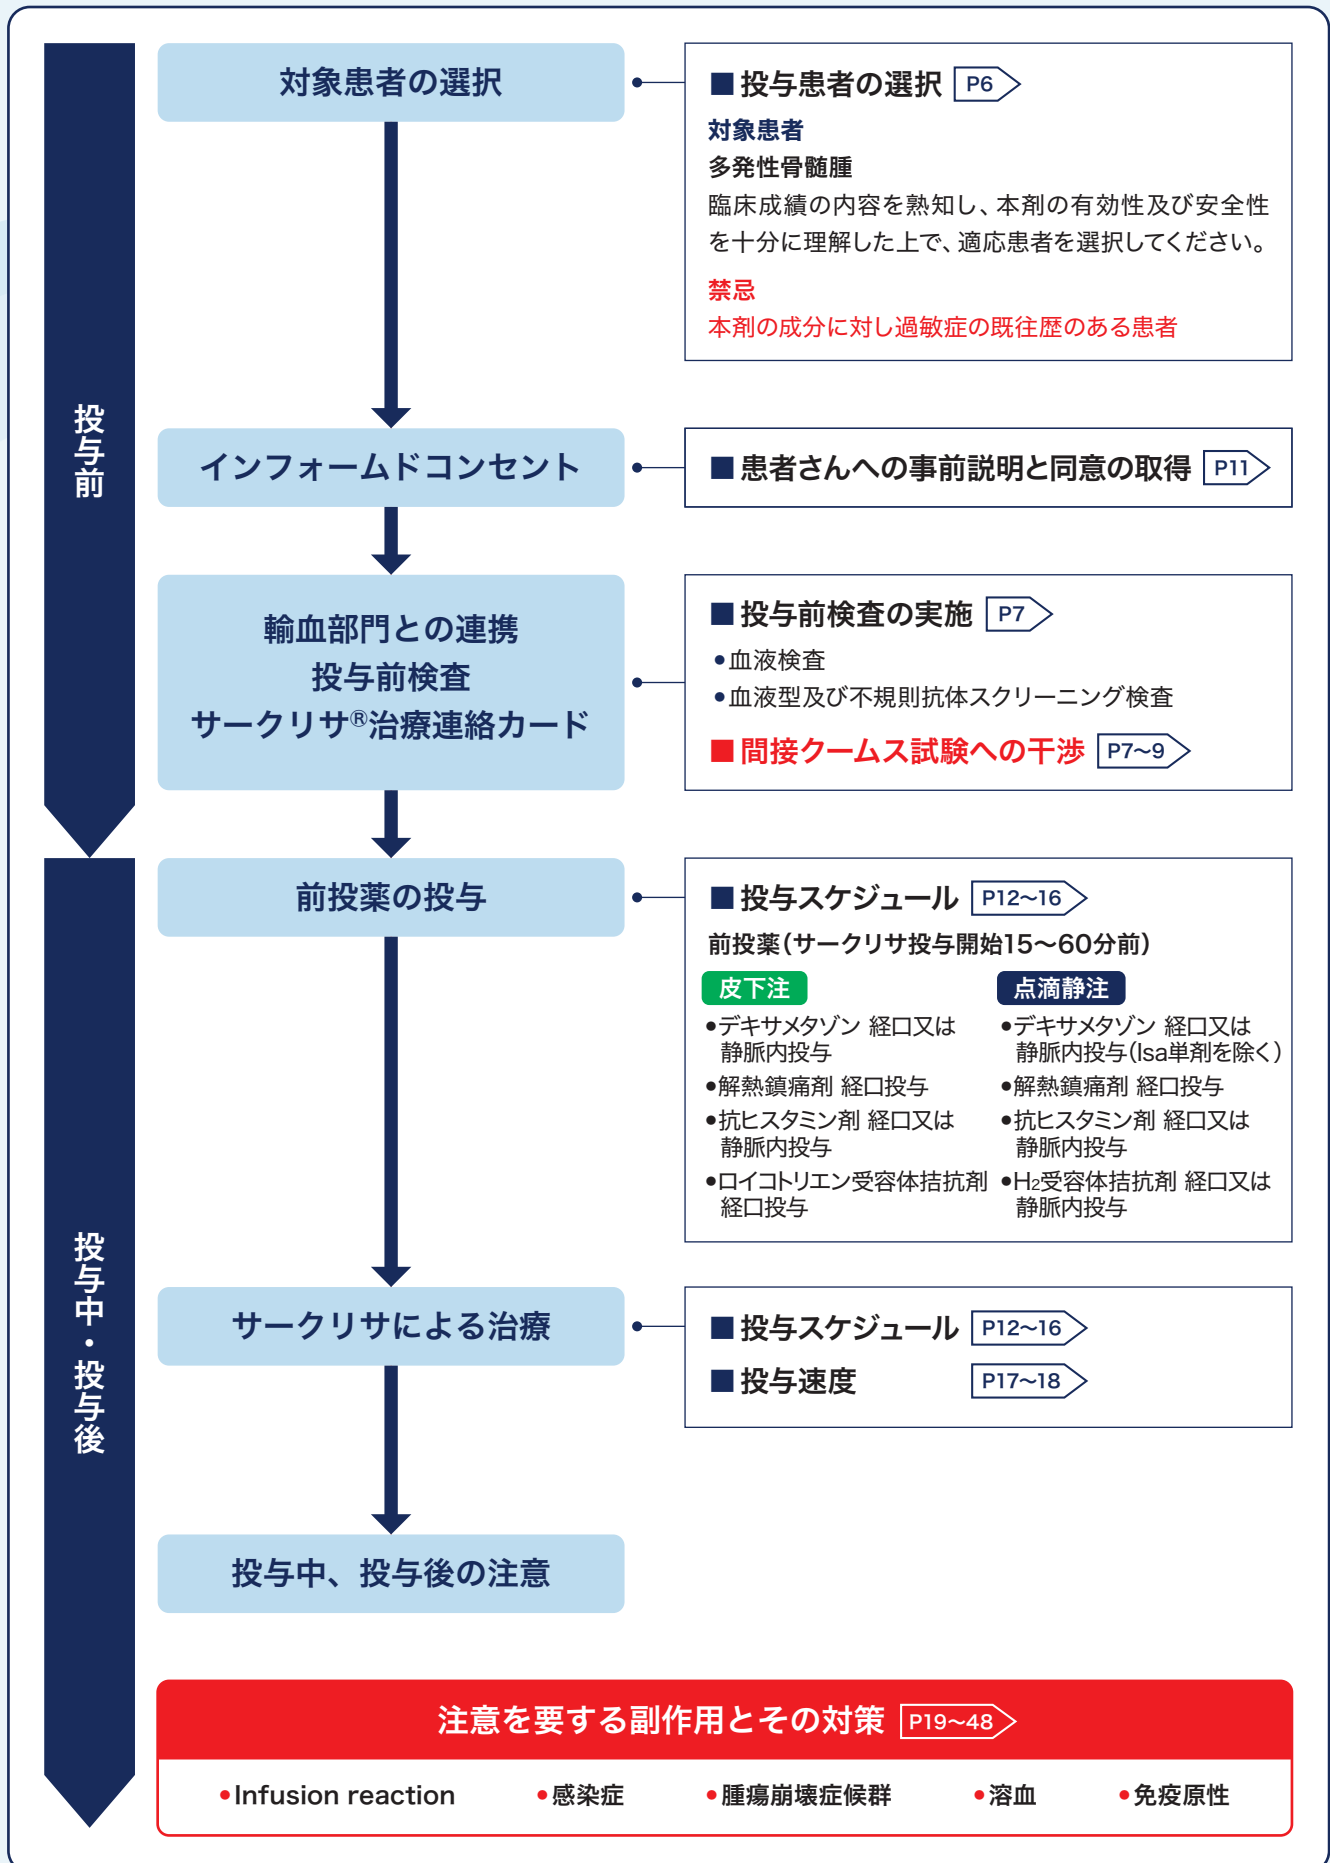 投与前
対象患者の選択
■投与患者の選択 P6
対象患者
多発性骨髄腫
臨床成績の内容を熟知し、本剤の有効性及び安全性
を十分に理解した上で、適応患者を選択してください。
禁忌
本剤の成分に対し過敏症の既往歴のある患者
インフォームドコンセント
■患者さんへの事前説明と同意の取得 P11
輸血部門との連携
投与前検査
サークリサ®治療連絡カード
■投与前検査の実施 P7
●血液検査
●血液型及び不規則抗体スクリーニング検査
■間接クームス試験への干渉 P7～9
投与中・投与後
前投薬の投与
■投与スケジュール P12～16
前投薬（サークリサ投与開始15～60分前）
皮下注
●デキサメタゾン 経口又は
静脈内投与
●解熱鎮痛剤 経口投与
●抗ヒスタミン剤 経口又は
静脈内投与
●ロイコトリエン受容体拮抗剤
経口投与
点滴静注
●デキサメタゾン 経口又は
静脈内投与（Isa単剤を除く）
●解熱鎮痛剤 経口投与
●抗ヒスタミン剤 経口又は
静脈内投与
●H₂受容体拮抗剤 経口又は
静脈内投与
サークリサによる治療
■投与スケジュール P12～16
■投与速度 P17～18
投与中、投与後の注意
注意を要する副作用とその対策 P19～48
●Infusion reaction ●感染症 ●腫瘍崩壊症候群 ●溶血 ●免疫原性